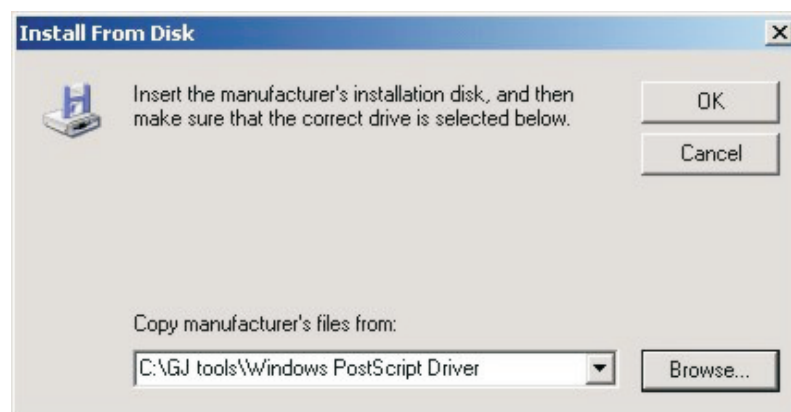 Install From Disk
Insert the manufacturer's installation disk, and then
make sure that the correct drive is selected below.
OK
Cancel
Copy manufacturer's files from:
C:\GJ tools\Windows PostScript Driver
Browse...